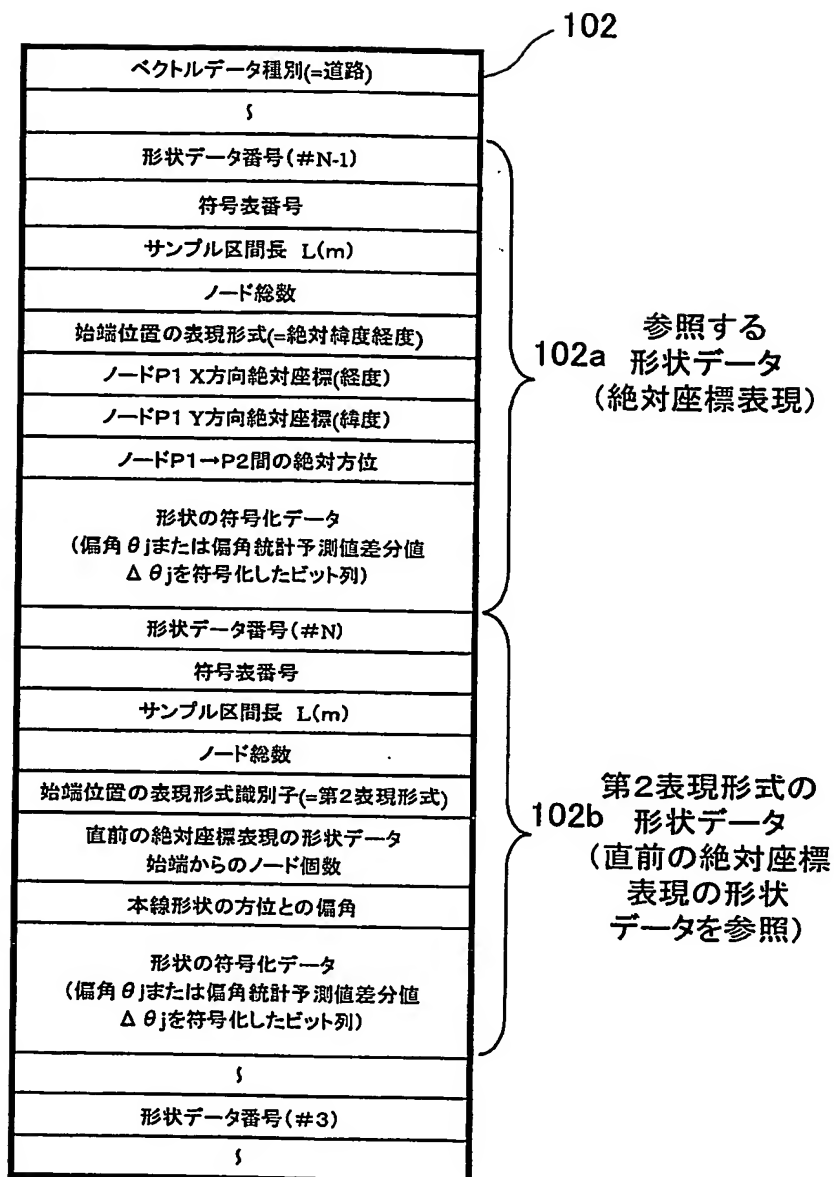 102
ベクトルデータ種別(=道路)
∫
形状データ番号(#N-1)
符号表番号
サンプル区間長 L(m)
ノード総数
始端位置の表現形式(=絶対緯度経度)
ノードP1 X方向絶対座標(経度)
ノードP1 Y方向絶対座標(緯度)
ノードP1→P2間の絶対方位
形状の符号化データ
(偏角θjまたは偏角統計予測値差分値
Δθjを符号化したビット列)
102a
参照する
形状データ
(絶対座標表現)
形状データ番号(#N)
符号表番号
サンプル区間長 L(m)
ノード総数
始端位置の表現形式識別子(=第2表現形式)
直前の絶対座標表現の形状データ
始端からのノード個数
本線形状の方位との偏角
形状の符号化データ
(偏角θjまたは偏角統計予測値差分値
Δθjを符号化したビット列)
102b
第2表現形式の
形状データ
(直前の絶対座標
表現の形状
データを参照)
∫
形状データ番号(#3)
∫